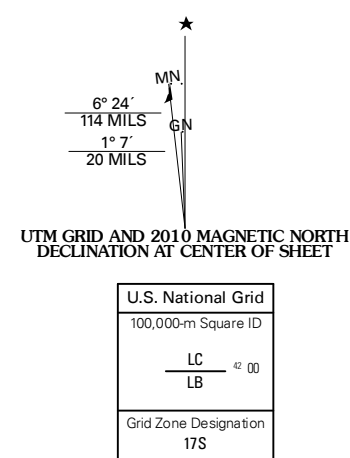 ★
M.N.
6° 24´
114 MILS
GN
1° 7´
20 MILS
UTM GRID AND 2010 MAGNETIC NORTH
DECLINATION AT CENTER OF SHEET
U.S. National Grid
100,000-m Square ID
LC
42 00
LB
Grid Zone Designation
17S